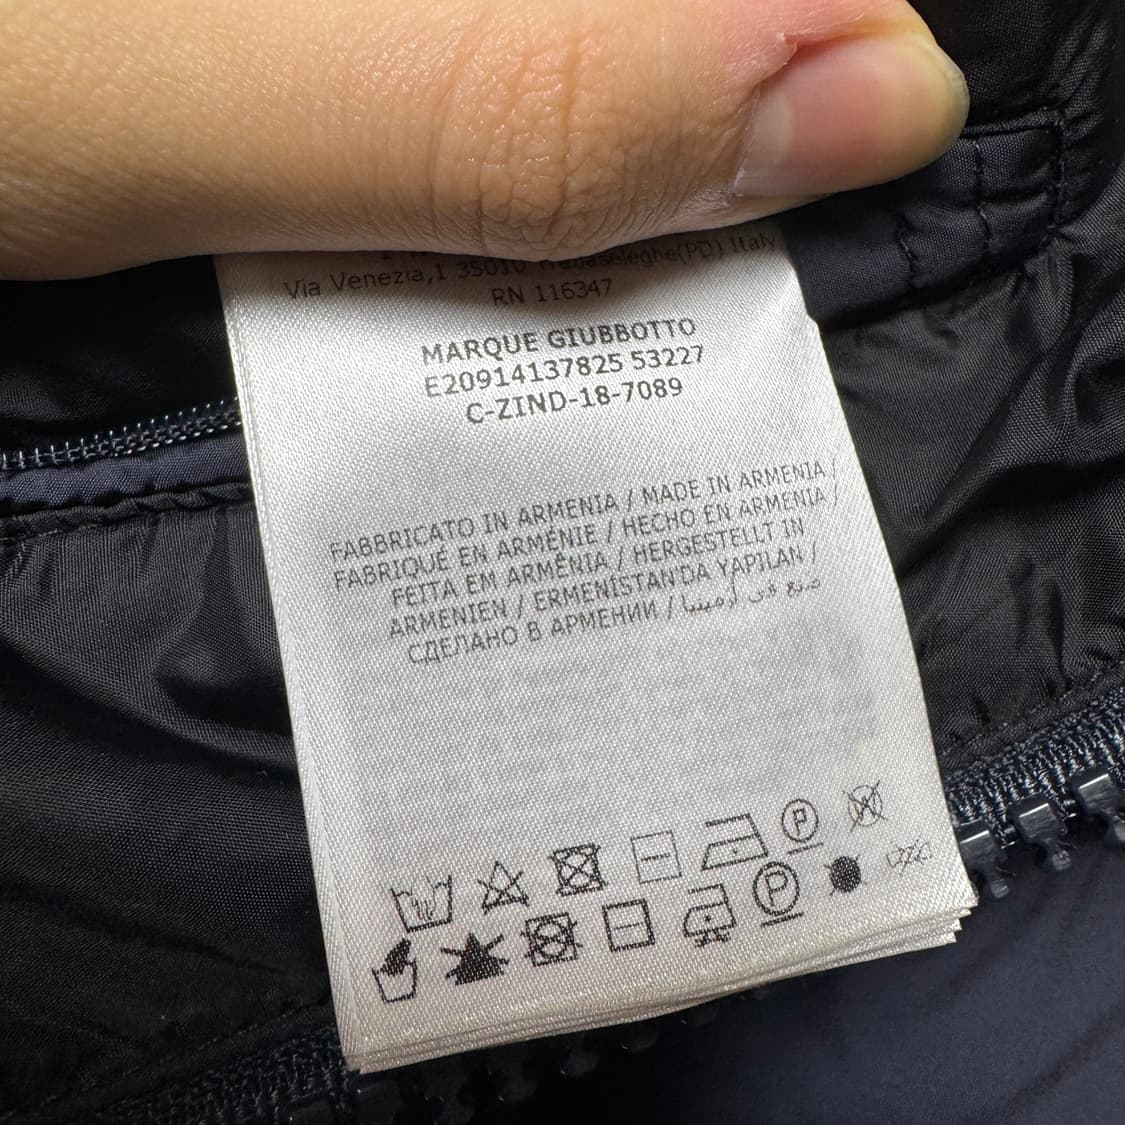 Via Venezia,1 35010 Trebaseleghe(PD) Italy
RN 116347
MARQUE GIUBBOTTO
E20914137825 53227
C-ZIND-18-7089
FABBRICATO IN ARMENIA / MADE IN ARMENIA /
FABRIQUÉ EN ARMÉNIE / HECHO EN ARMENIA /
FEITA EM ARMÊNIA / HERGESTELLT IN
ARMENIEN / ERMENİSTAN'DA YAPILAN /
СДЕЛАНО В АРМЕНИИ / صنع في أرمينيا